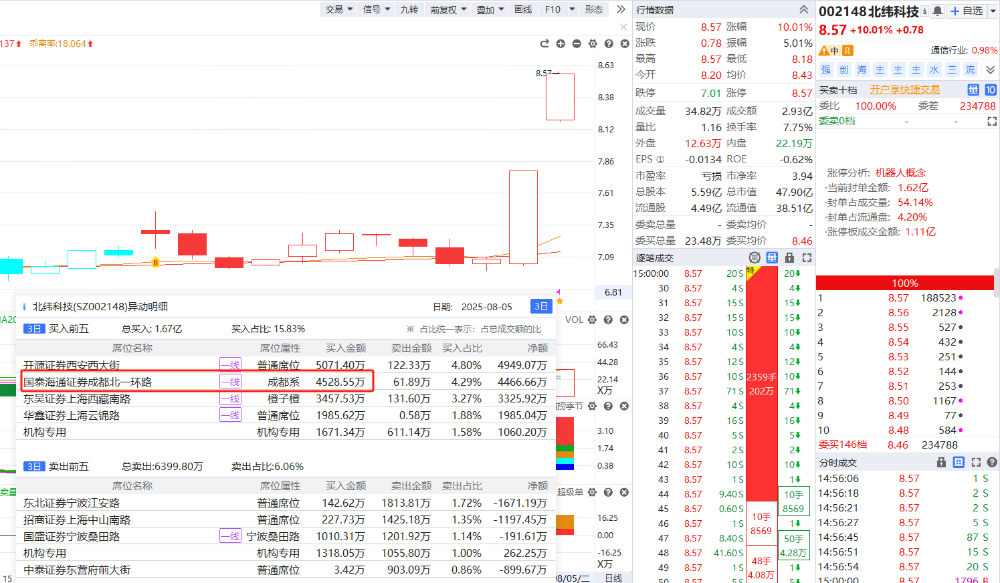 交易 信号 九转 前复权 叠加 画线 F10 形态
137 乖离率:18.064
8.57
8.63
8.38
8.12
7.86
7.61
7.35
7.09
6.81
B
VOL
66.43
44.28
22.14
X万
捞季节
3.10
1.74
0.38
超级单
16.25
0.00
-16.25
X万
15
08/05/二 日线
北纬科技(SZ002148)异动明细 日期: 2025-08-05 3日
3日 买入前五 总买入: 1.67亿 买入占比: 15.83% ※ 占比统一表示: 占总成交额的比
席位名称 席位属性 买入金额 卖出金额 买入占比 净额
开源证券西安西大街 一线 普通席位 5071.40万 122.33万 4.80% 4949.07万
国泰海通证券成都北一环路 一线 成都系 4528.55万 61.89万 4.29% 4466.66万
东吴证券上海西藏南路 一线 橙子橙 3457.53万 131.60万 3.27% 3325.92万
华鑫证券上海云锦路 一线 普通席位 1985.62万 0.58万 1.88% 1985.04万
机构专用 机构专用 1671.34万 611.14万 1.58% 1060.20万
3日 卖出前五 总卖出:6399.80万 卖出占比:6.06%
席位名称 席位属性 买入金额 卖出金额 卖出占比 净额
东北证券宁波江安路 普通席位 142.62万 1813.81万 1.72% -1671.19万
招商证券上海中山南路 普通席位 227.73万 1425.18万 1.35% -1197.45万
国盛证券宁波桑田路 一线 宁波桑田路 1010.31万 1201.92万 1.14% -191.61万
机构专用 机构专用 1318.05万 1055.80万 1.00% 262.25万
中泰证券东营府前大街 普通席位 3.42万 903.09万 0.86% -899.67万
行情数据
现价 8.57 涨幅 10.01%
涨跌 0.78 振幅 5.01%
最高 8.57 最低 8.18
今开 8.20 均价 8.43
跌停 7.01 涨停 8.57
成交量 34.82万 成交额 2.93亿
量比 1.16 换手率 7.75%
外盘 12.63万 内盘 22.19万
EPS ① -0.0134 ROE -0.62%
市盈率 亏损 市净率 3.94
总股本 5.59亿 总市值 47.90亿
流通股 4.49亿 流通值 38.51亿
委卖总量 - 委卖均价 -
委买总量 23.48万 委买均价 8.46
逐笔成交 单 量
15:00:00 8.57 20 S 特 20
30 8.57 4 S 4
31 8.57 15 S 15
32 8.57 15 S 15
33 8.57 10 S 10
34 8.57 12 S 12
35 8.57 11 S 11
36 8.57 10 S 2359手 10
37 8.57 71 S 202万 71
38 8.57 4 S 4
39 8.57 16 S 16
40 8.57 5 S 5
41 8.57 2 S 2
42 8.57 10 S 10
43 8.57 1 S 1
44 8.57 9.40 S 10手
45 8.57 0.60 S 8569
46 8.57 1 S 10手 1
47 8.57 8.40 S 8569 50手
48 8.57 41.60 S 48手 4.28万
49 8.57 1 S 4.08万 1
50 8.57 5 S 5
002148北纬科技 自选
8.57 +10.01% +0.78
中 R 通信行业: 0.98%
强 创 海 主 主 主 水 三 流
买卖十档 开户享快捷交易 量 10
委比 100.00% 委差 234788
委卖0档 - -
涨停分析: 机器人概念
·当前封单金额: 1.62亿
·封单占成交量: 54.14%
·封单占流通盘: 4.20%
·涨停板成交金额: 1.11亿
100%
1 8.57 188523
2 8.56 2128
3 8.55 527
4 8.54 432
5 8.53 251
6 8.52 144
7 8.51 253
8 8.50 1167
9 8.49 77
10 8.48 584
委买146档 8.46 234788
分时成交 量
14:56:06 8.57 1 S
14:56:18 8.57 2 S
14:56:21 8.57 2 S
14:56:27 8.57 5 S
14:56:45 8.57 87 S
14:56:51 8.57 15 S
14:56:54 8.57 20 S
15:00:00 8.57 1796 B